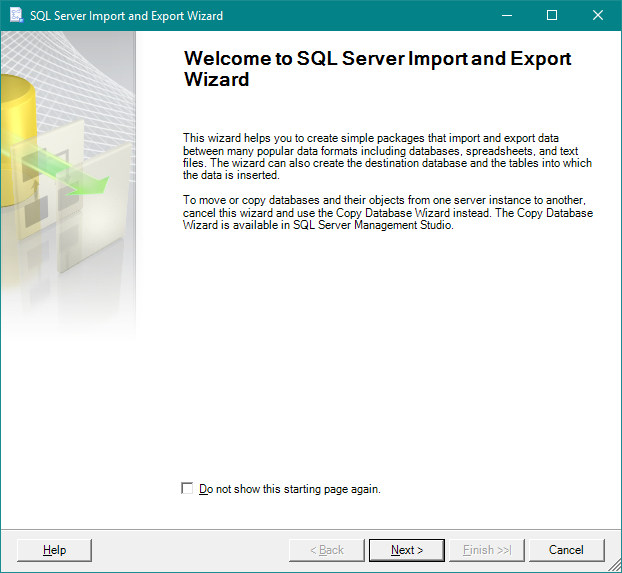 SQL Server Import and Export Wizard
Welcome to SQL Server Import and Export
Wizard
This wizard helps you to create simple packages that import and export data
between many popular data formats including databases, spreadsheets, and text
files. The wizard can also create the destination database and the tables into which
the data is inserted.
To move or copy databases and their objects from one server instance to another,
cancel this wizard and use the Copy Database Wizard instead. The Copy Database
Wizard is available in SQL Server Management Studio.
Do not show this starting page again.
Help
< Back
Next >
Finish >>|
Cancel